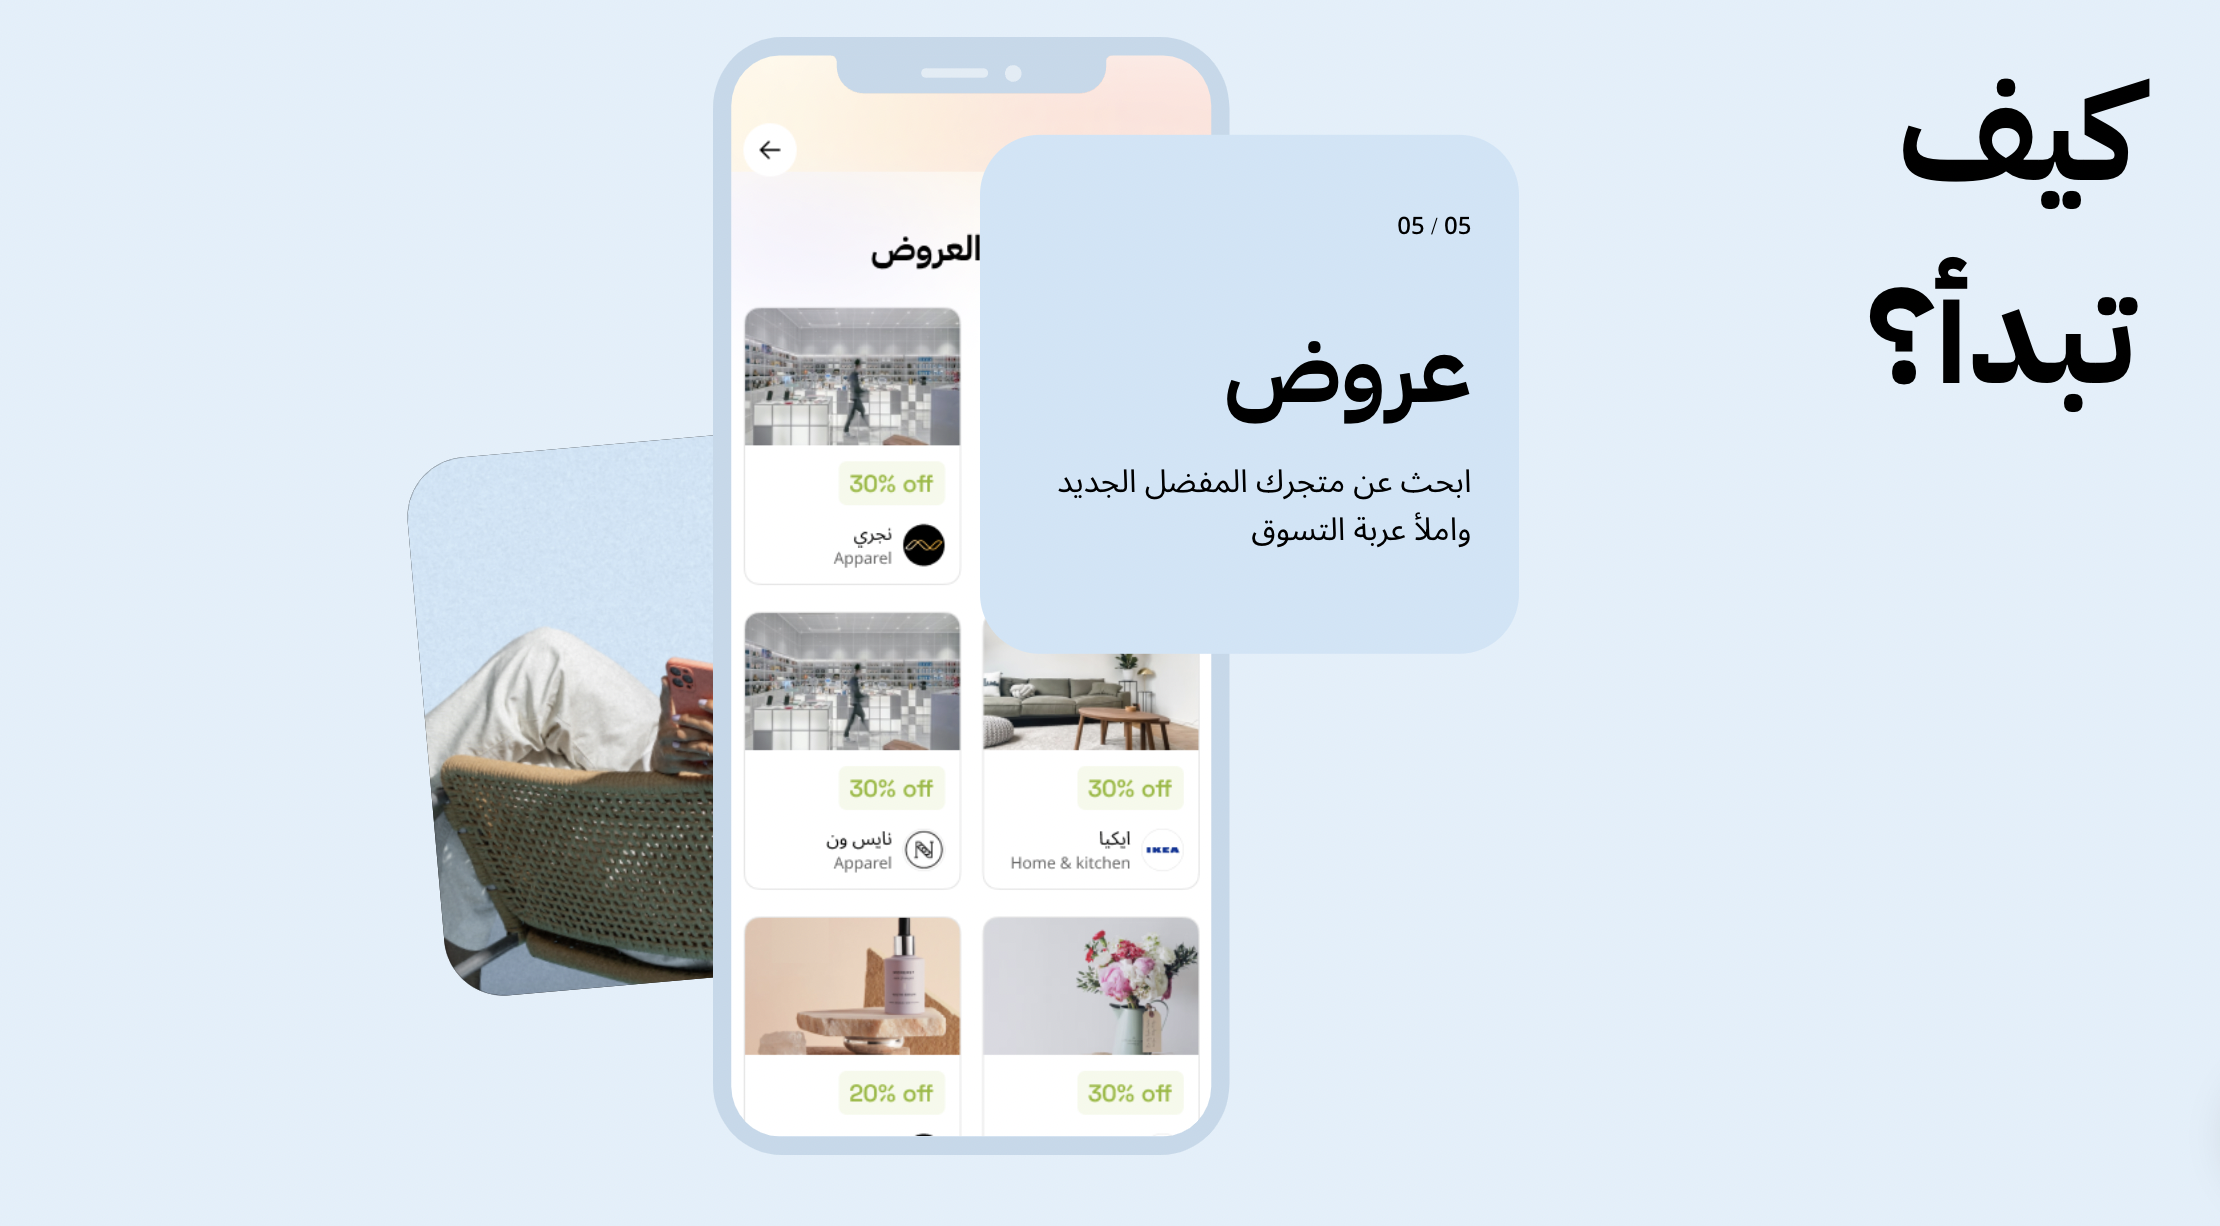 كيف
تبدأ؟
05 / 05
عروض
ابحث عن متجرك المفضل الجديد
واملأ عربة التسوق
العروض
30% off
نجري
Apparel
30% off
ايكيا
IKEA
Home & kitchen
30% off
نايس ون
Apparel
30% off
20% off